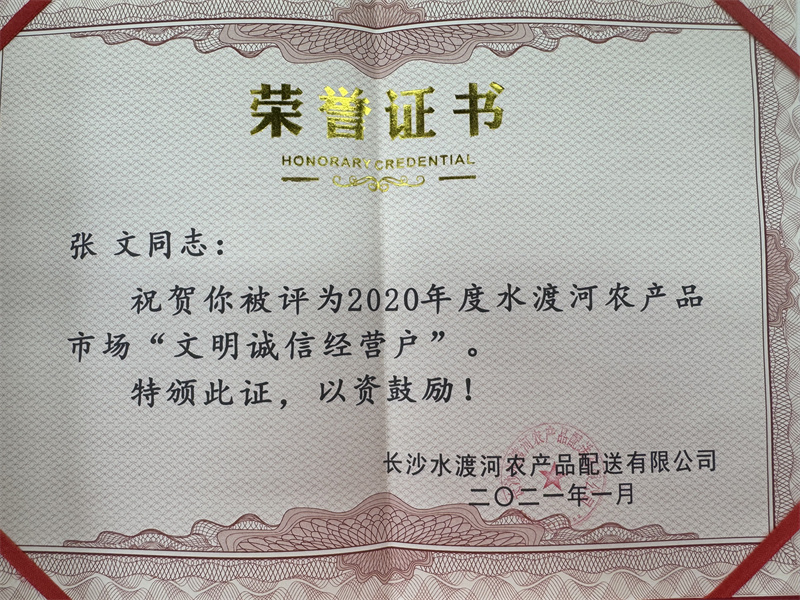 荣誉证书
HONORARY CREDENTIAL
张 文同志：
祝贺你被评为2020年度水渡河农产品
市场“文明诚信经营户”。
特颁此证，以资鼓励！
长沙水渡河农产品配送有限公司
二〇二一年一月